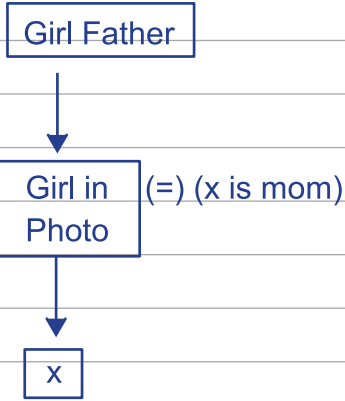 Girl Father
Girl in (=) (x is mom)
Photo
x